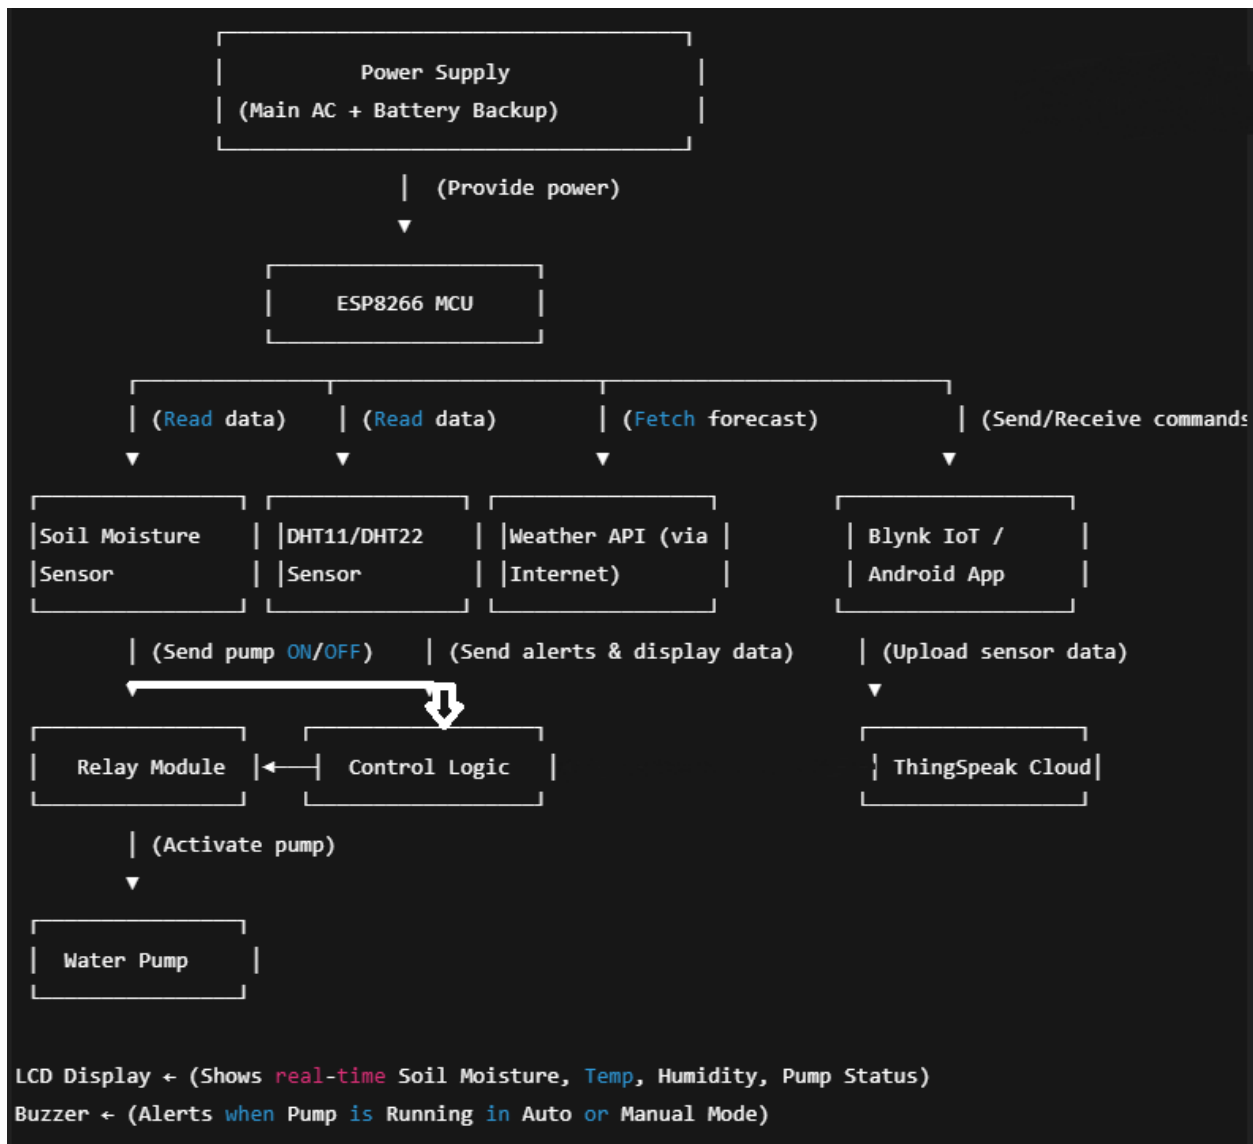 Power Supply
(Main AC + Battery Backup)
(Provide power)
ESP8266 MCU
(Read data) (Read data) (Fetch forecast) (Send/Receive commands
Soil Moisture DHT11/DHT22 Weather API (via Blynk IoT /
Sensor Sensor Internet) Android App
(Send pump ON/OFF) (Send alerts & display data) (Upload sensor data)
Relay Module Control Logic ThingSpeak Cloud
(Activate pump)
Water Pump
LCD Display ← (Shows real-time Soil Moisture, Temp, Humidity, Pump Status)
Buzzer ← (Alerts when Pump is Running in Auto or Manual Mode)